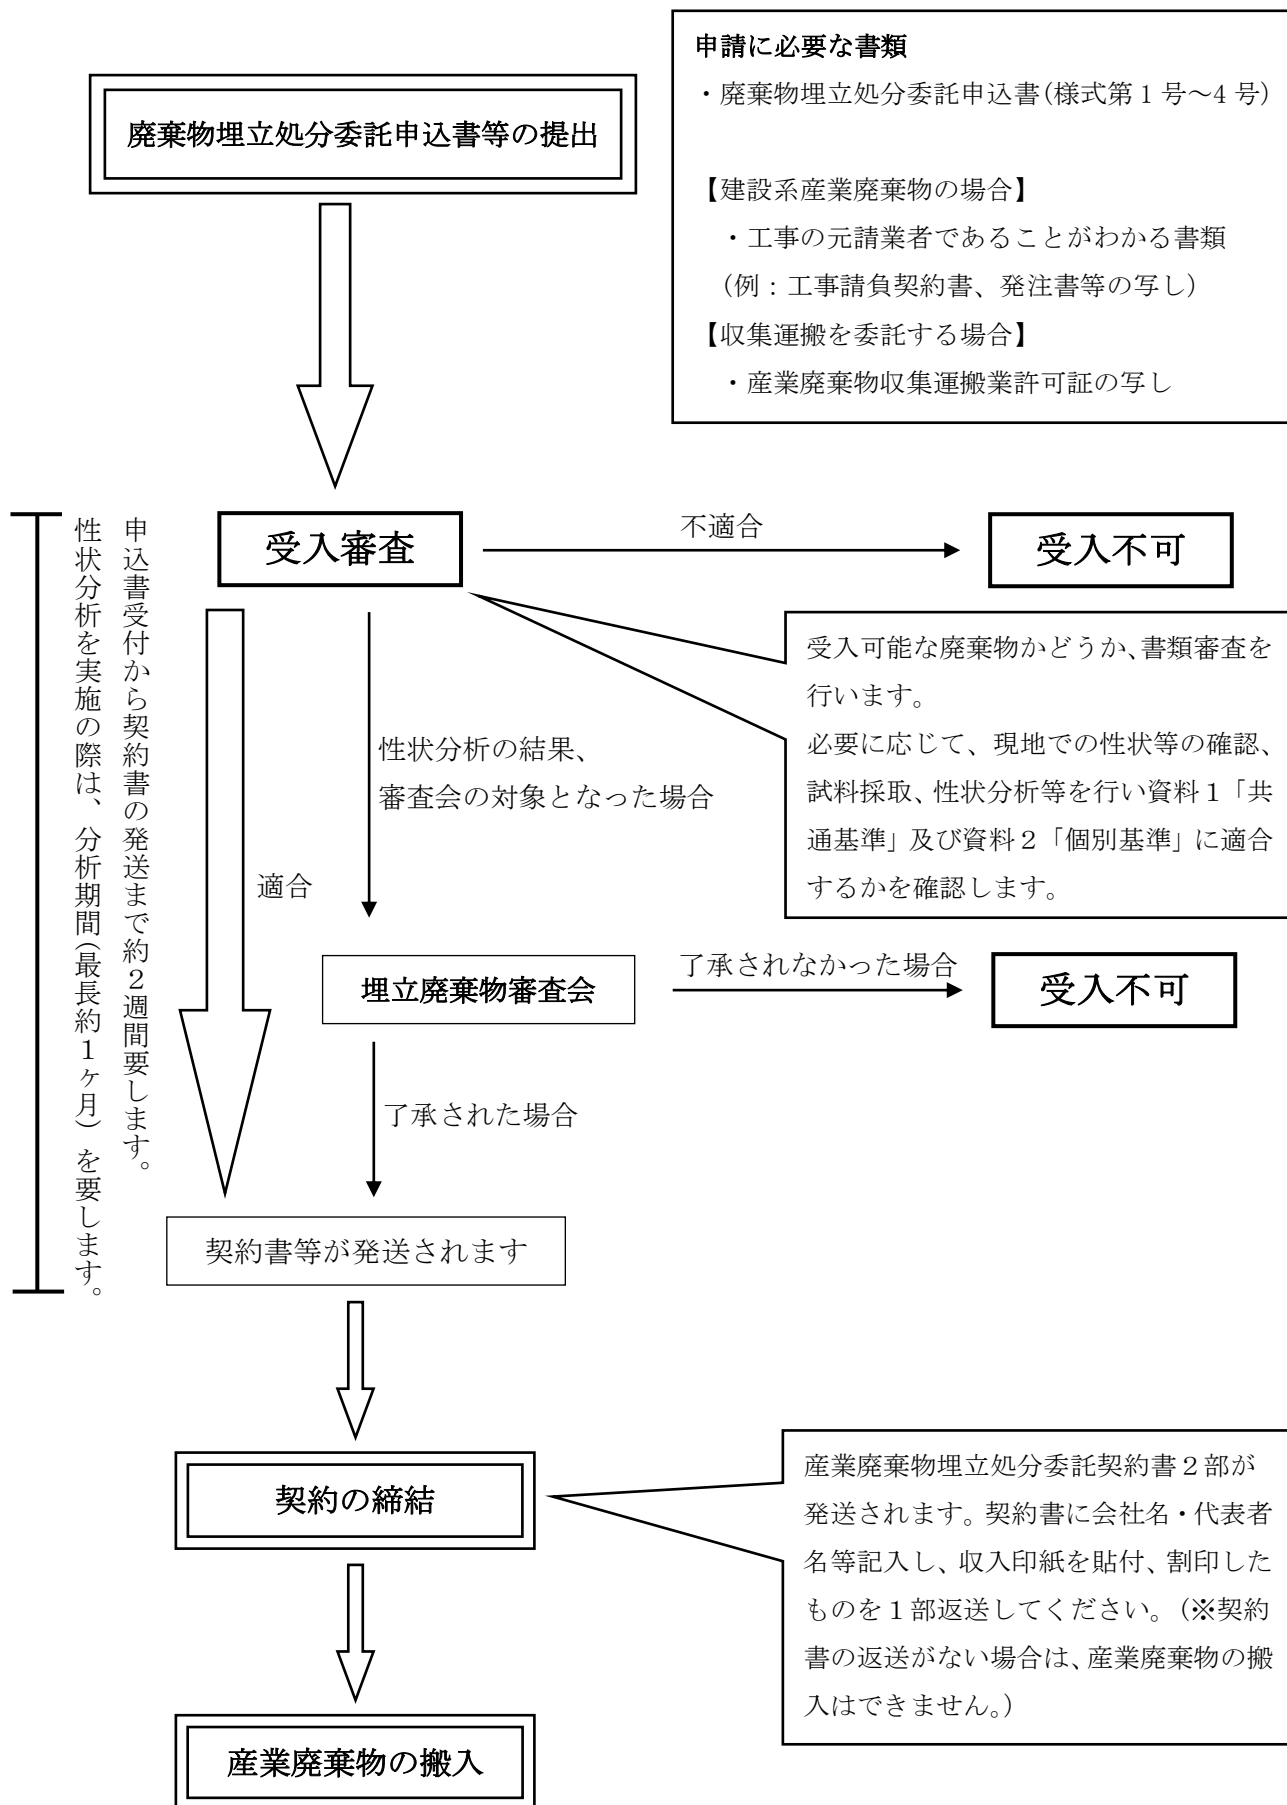 申請に必要な書類
・廃棄物埋立処分委託申込書(様式第1号～4号)
【建設系産業廃棄物の場合】
・工事の元請業者であることがわかる書類
（例：工事請負契約書、発注書等の写し）
【収集運搬を委託する場合】
・産業廃棄物収集運搬業許可証の写し
廃棄物埋立処分委託申込書等の提出
申込書受付から契約書の発送まで約２週間要します。
性状分析を実施の際は、分析期間（最長約１ヶ月）を要します。
受入審査
不適合
受入不可
受入可能な廃棄物かどうか、書類審査を
行います。
必要に応じて、現地での性状等の確認、
試料採取、性状分析等を行い資料１「共
通基準」及び資料２「個別基準」に適合
するかを確認します。
性状分析の結果、
審査会の対象となった場合
適合
埋立廃棄物審査会
了承されなかった場合
受入不可
了承された場合
契約書等が発送されます
契約の締結
産業廃棄物埋立処分委託契約書２部が
発送されます。契約書に会社名・代表者
名等記入し、収入印紙を貼付、割印した
ものを１部返送してください。（※契約
書の返送がない場合は、産業廃棄物の搬
入はできません。）
産業廃棄物の搬入